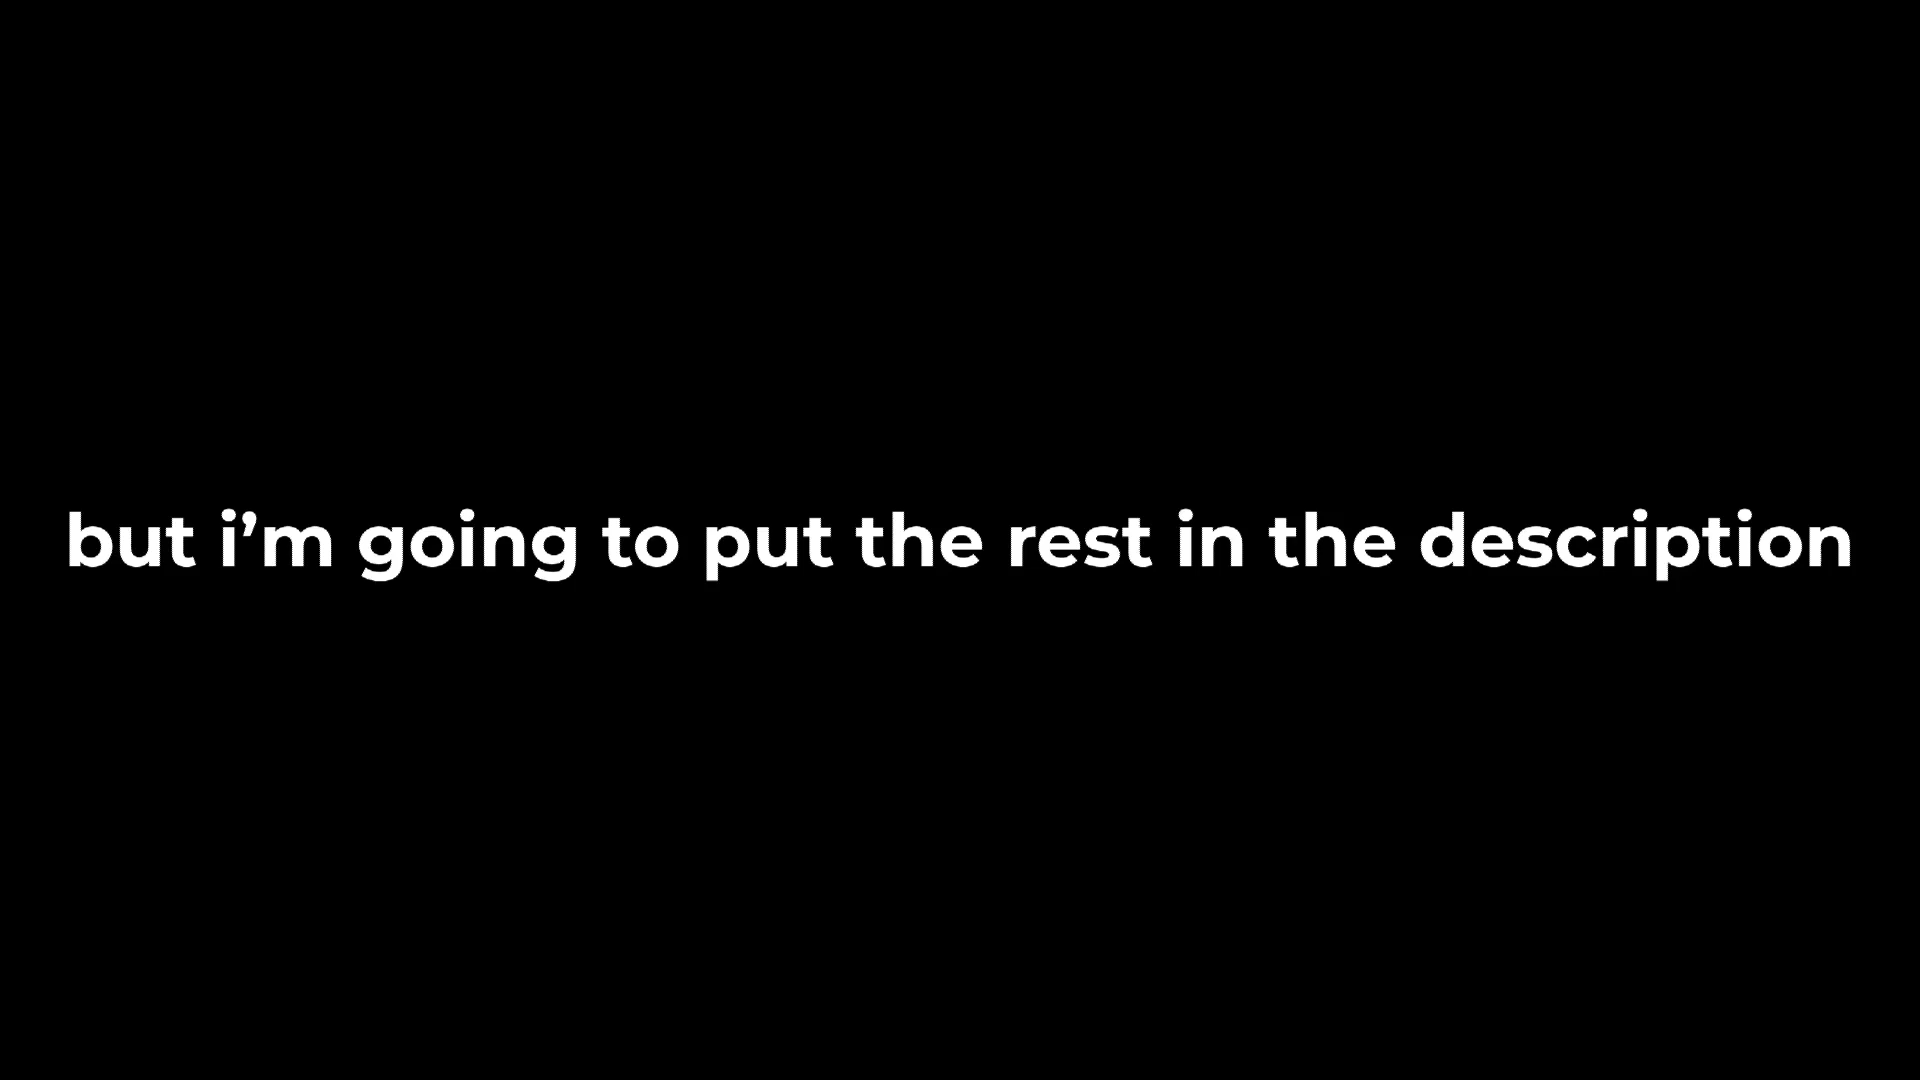 but i’m going to put the rest in the description